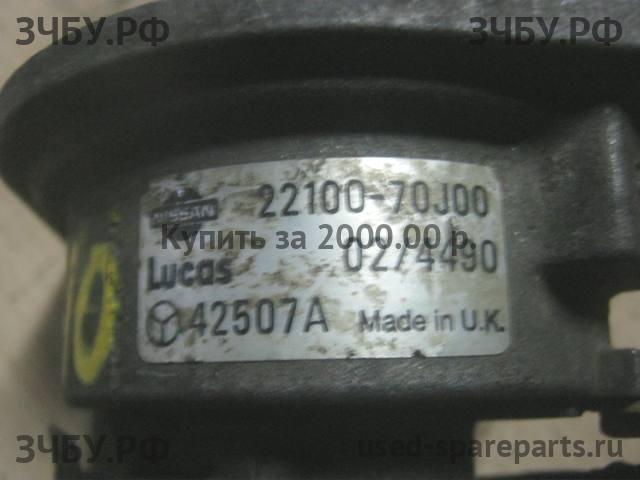 ЗЧБУ.РФ ЗЧБУ.РФ
NISSAN 22100-70J00
Купить за 2000.00 р.
Lucas 02/4490
42507A Made in U.K.
ЗЧБУ.РФ used-spareparts.ru